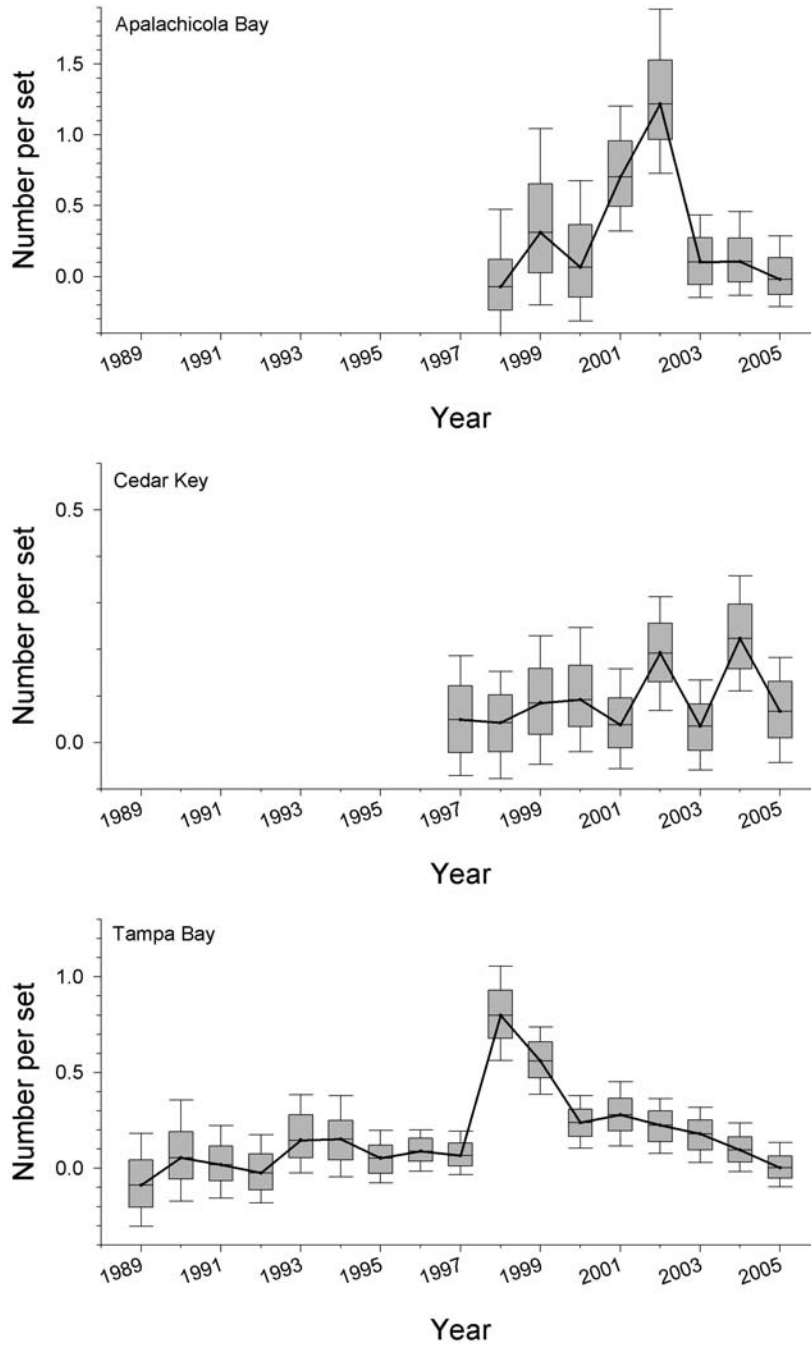 Apalachicola Bay
Number per set
1.5
1.0
0.5
0.0
1989 1991 1993 1995 1997 1999 2001 2003 2005
Year
Cedar Key
Number per set
0.5
0.0
1989 1991 1993 1995 1997 1999 2001 2003 2005
Year
Tampa Bay
Number per set
1.0
0.5
0.0
1989 1991 1993 1995 1997 1999 2001 2003 2005
Year